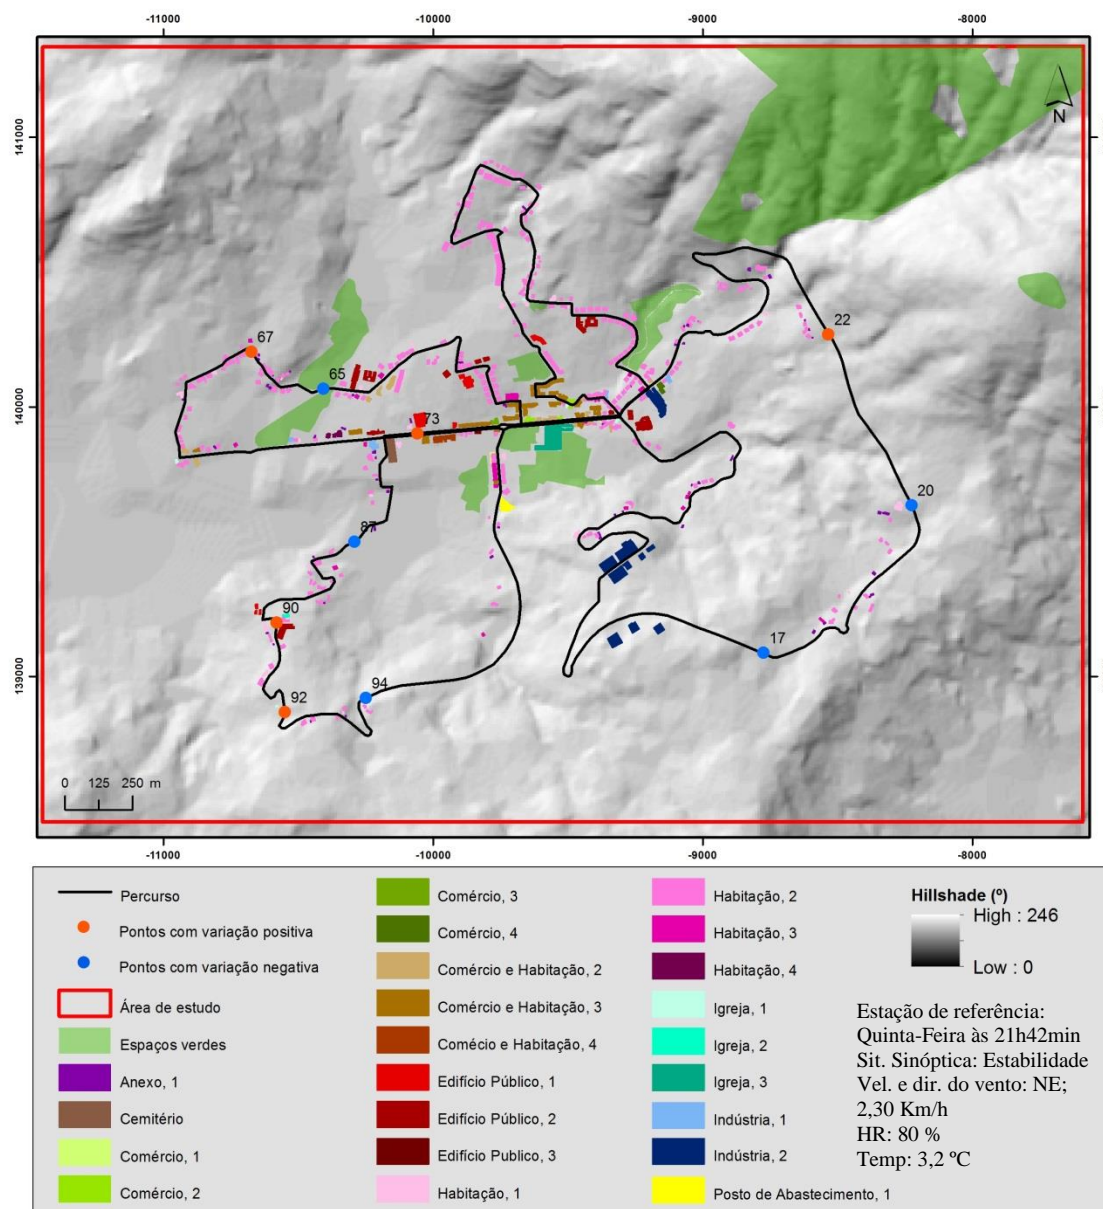 -11000 -10000 -9000 -8000
141000
N
22
67
65
140000
73
20
87
90
17
139000
94
92
0 125 250 m
-11000 -10000 -9000 -8000
Percurso
Pontos com variação positiva
Pontos com variação negativa
Área de estudo
Espaços verdes
Anexo, 1
Cemitério
Comércio, 1
Comércio, 2
Comércio, 3
Comércio, 4
Comércio e Habitação, 2
Comércio e Habitação, 3
Comécio e Habitação, 4
Edifício Público, 1
Edifício Público, 2
Edifício Publico, 3
Habitação, 1
Habitação, 2
Habitação, 3
Habitação, 4
Igreja, 1
Igreja, 2
Igreja, 3
Indústria, 1
Indústria, 2
Posto de Abastecimento, 1
Hillshade (º)
High : 246
Low : 0
Estação de referência:
Quinta-Feira às 21h42min
Sit. Sinóptica: Estabilidade
Vel. e dir. do vento: NE;
2,30 Km/h
HR: 80 %
Temp: 3,2 ºC